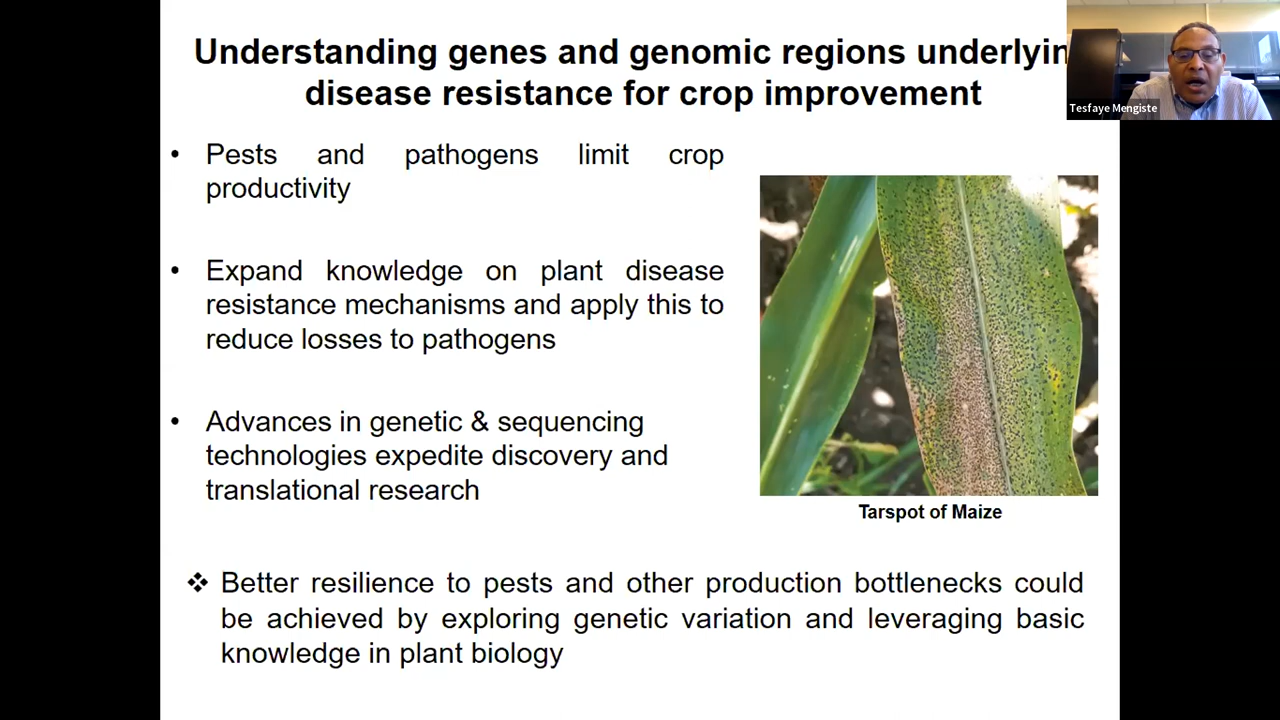 Understanding genes and genomic regions underlyin
disease resistance for crop improvement
Tesfaye Mengiste
• Pests and pathogens limit crop
productivity
• Expand knowledge on plant disease
resistance mechanisms and apply this to
reduce losses to pathogens
• Advances in genetic & sequencing
technologies expedite discovery and
translational research
Tarspot of Maize
❖ Better resilience to pests and other production bottlenecks could
be achieved by exploring genetic variation and leveraging basic
knowledge in plant biology